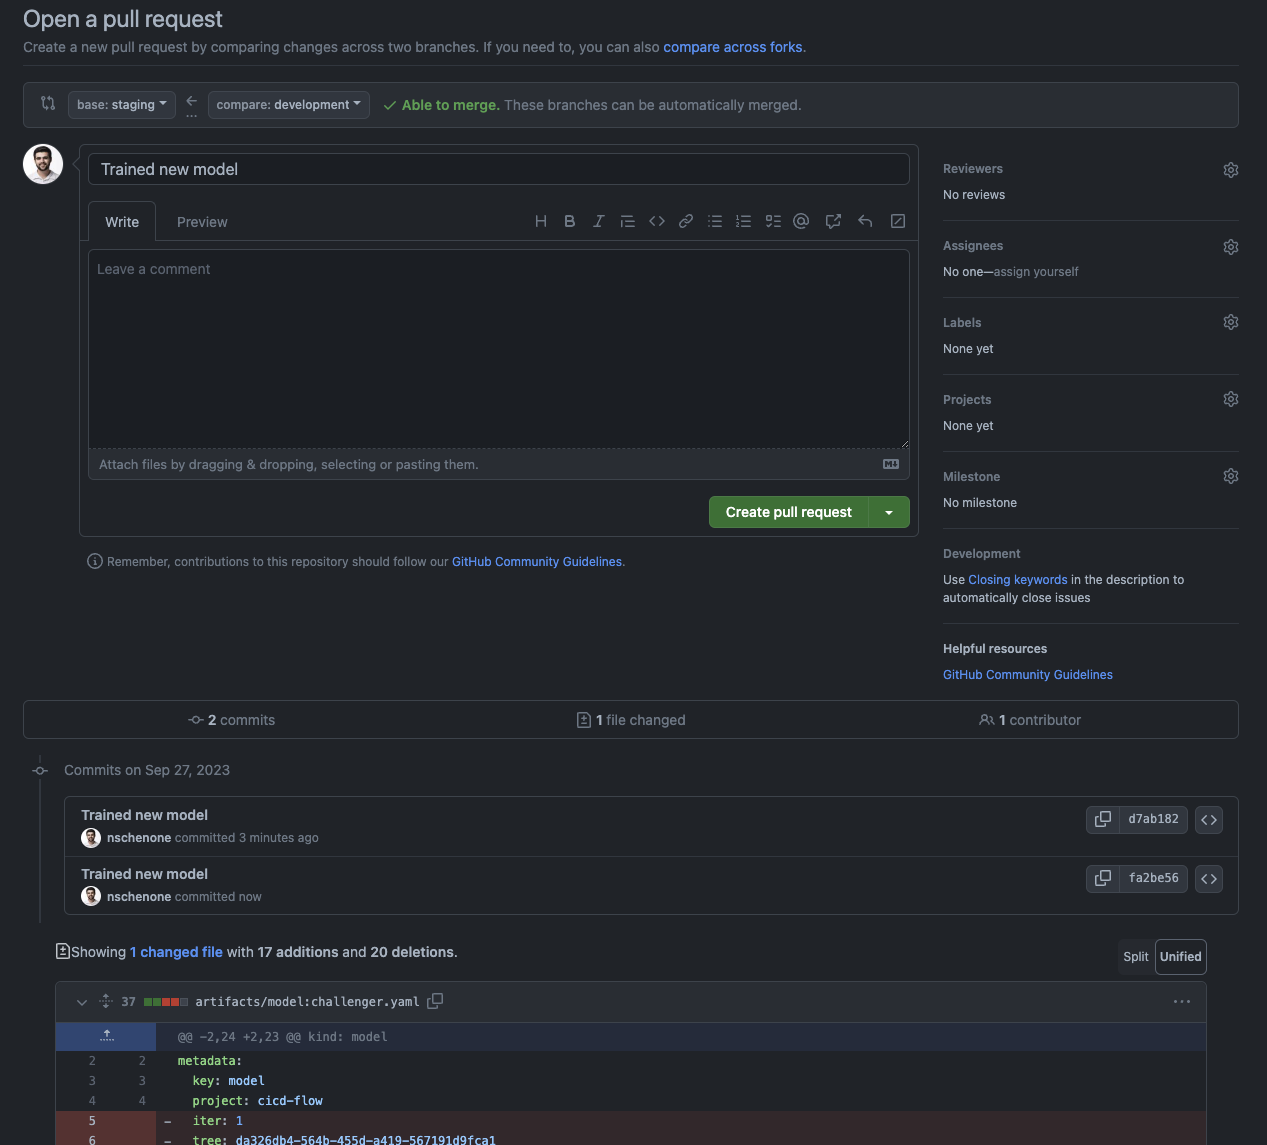 Open a pull request
Create a new pull request by comparing changes across two branches. If you need to, you can also compare across forks.
base: staging
compare: development
Able to merge. These branches can be automatically merged.
Trained new model
Write
Preview
Leave a comment
Attach files by dragging & dropping, selecting or pasting them.
Create pull request
Remember, contributions to this repository should follow our GitHub Community Guidelines.
Reviewers
No reviews
Assignees
No one—assign yourself
Labels
None yet
Projects
None yet
Milestone
No milestone
Development
Use Closing keywords in the description to
automatically close issues
Helpful resources
GitHub Community Guidelines
2 commits
1 file changed
1 contributor
Commits on Sep 27, 2023
Trained new model
nschenone committed 3 minutes ago
d7ab182
Trained new model
nschenone committed now
fa2be56
Showing 1 changed file with 17 additions and 20 deletions.
Split
Unified
37 artifacts/model:challenger.yaml
@@ -2,24 +2,23 @@ kind: model
2 2 metadata:
3 3 key: model
4 4 project: cicd-flow
5 - iter: 1
6 - tree: da326db4-564b-455d-a419-567191d9fca1